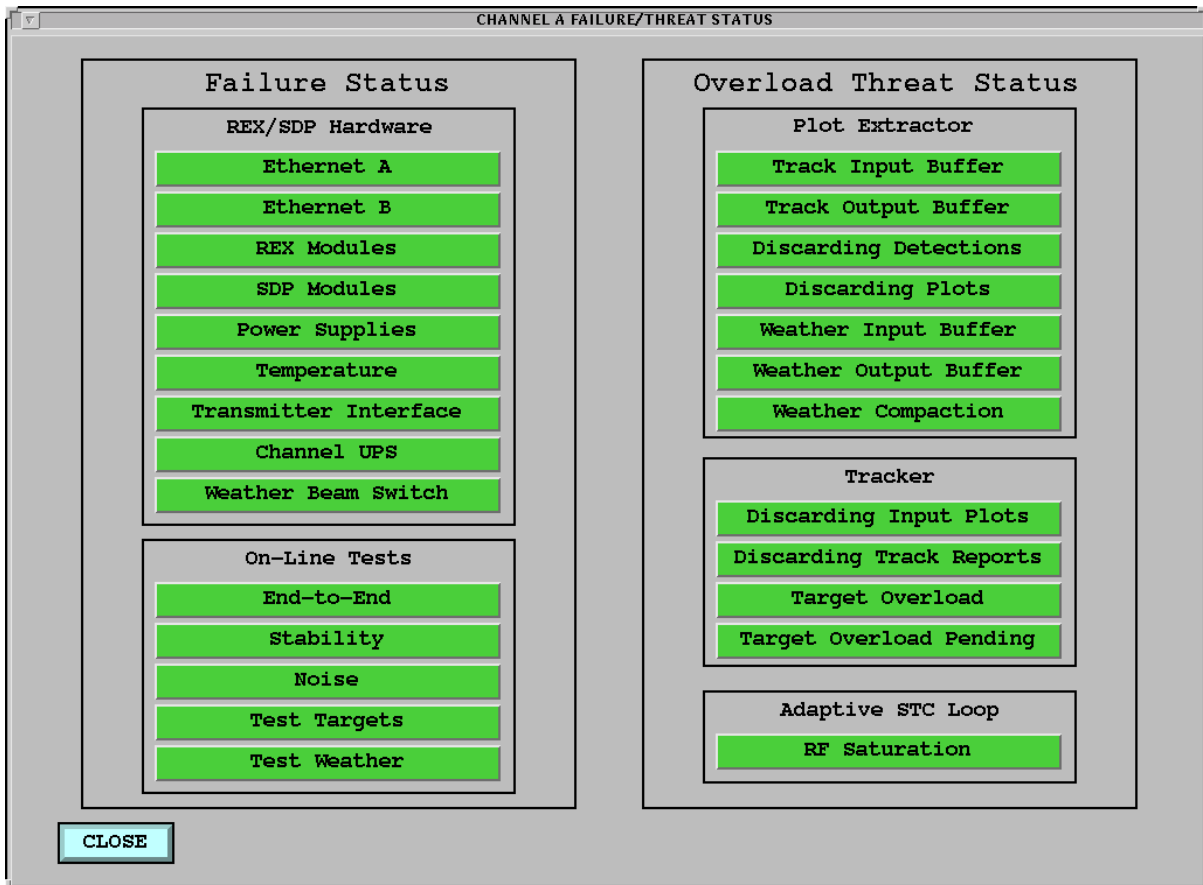 CHANNEL A FAILURE/THREAT STATUS
Failure Status
REX/SDP Hardware
Ethernet A
Ethernet B
REX Modules
SDP Modules
Power Supplies
Temperature
Transmitter Interface
Channel UPS
Weather Beam Switch
On-Line Tests
End-to-End
Stability
Noise
Test Targets
Test Weather
Overload Threat Status
Plot Extractor
Track Input Buffer
Track Output Buffer
Discarding Detections
Discarding Plots
Weather Input Buffer
Weather Output Buffer
Weather Compaction
Tracker
Discarding Input Plots
Discarding Track Reports
Target Overload
Target Overload Pending
Adaptive STC Loop
RF Saturation
CLOSE